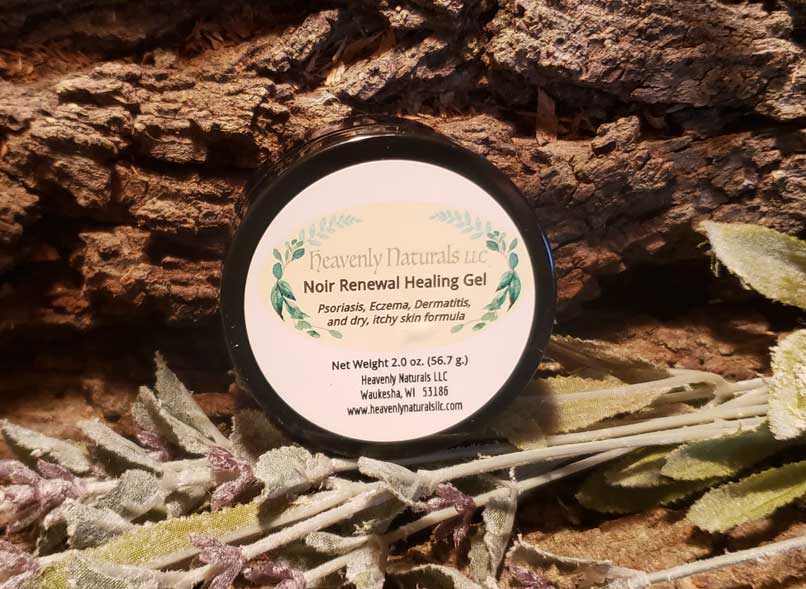 Heavenly Naturals LLC
Noir Renewal Healing Gel
Psoriasis, Eczema, Dermatitis,
and dry, itchy skin formula
Net Weight 2.0 oz. (56.7 g.)
Heavenly Naturals LLC
Waukesha, WI 53186
www.heavenlynaturalsllc.com